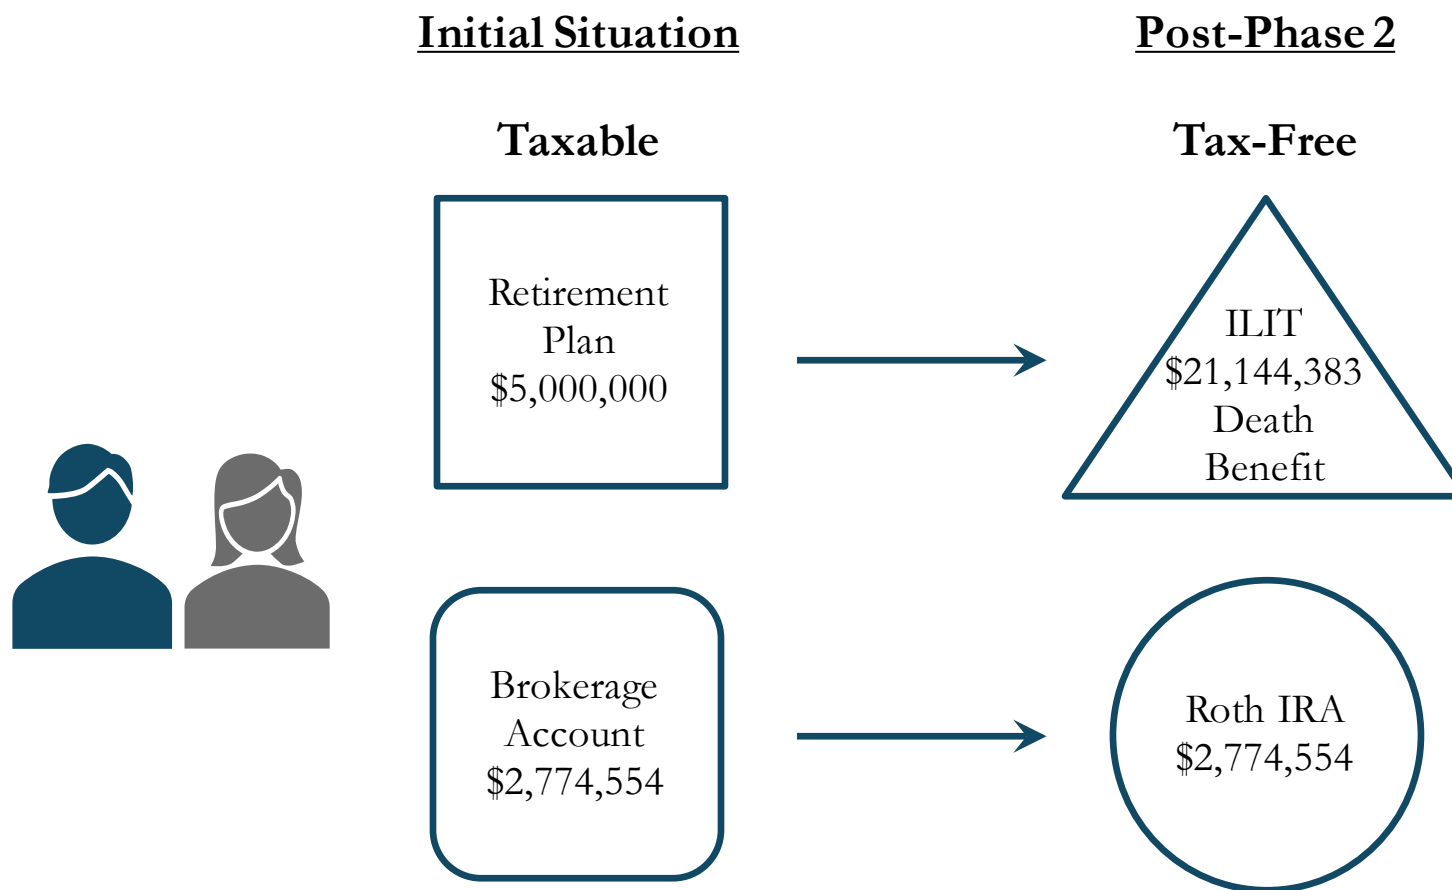 Initial Situation
Post-Phase 2
Taxable
Tax-Free
Retirement
Plan
$5,000,000
ILIT
$21,144,383
Death
Benefit
Brokerage
Account
$2,774,554
Roth IRA
$2,774,554